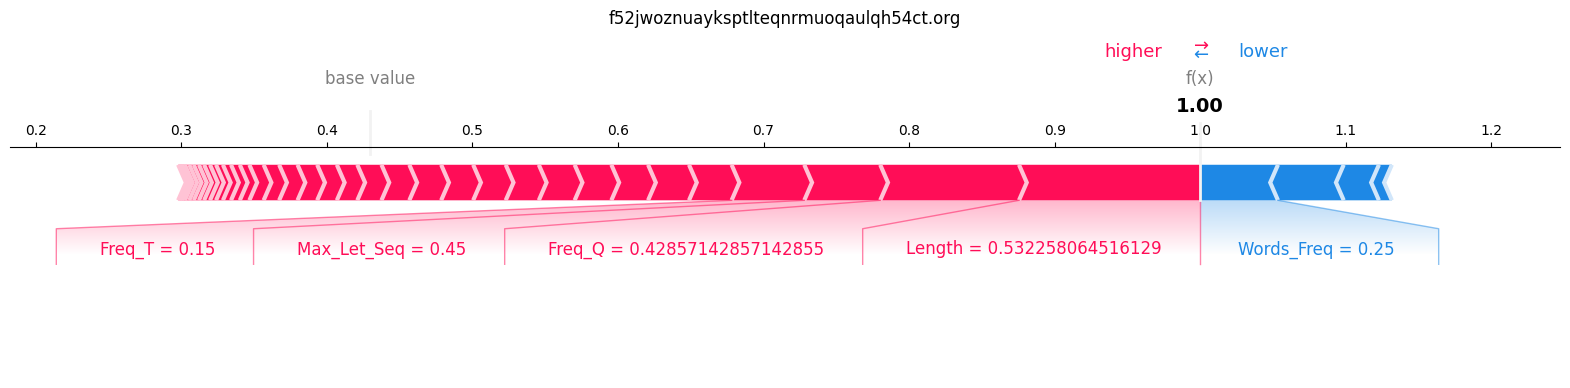 f52jwoznuayksptlteqnrmuoqaulqh54ct.org
higher ⇄ lower
base value f(x)
1.00
0.2 0.3 0.4 0.5 0.6 0.7 0.8 0.9 1.0 1.1 1.2
Freq_T = 0.15 Max_Let_Seq = 0.45 Freq_Q = 0.42857142857142855 Length = 0.532258064516129 Words_Freq = 0.25